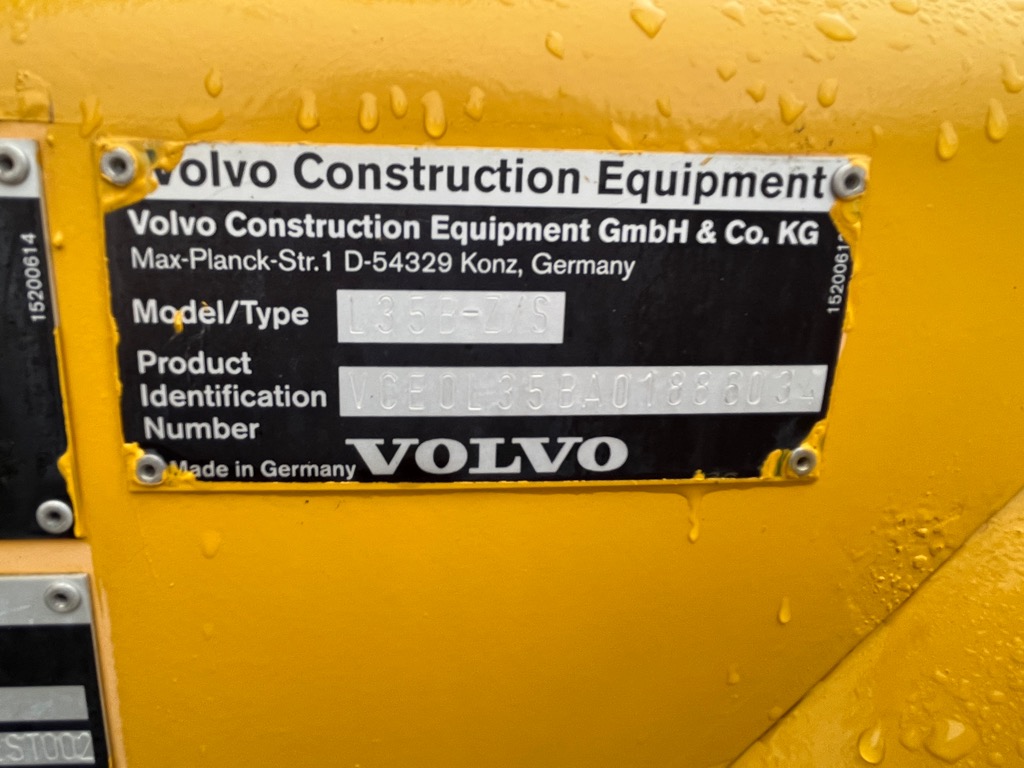 Volvo Construction Equipment
Volvo Construction Equipment GmbH & Co. KG
Max-Planck-Str.1 D-54329 Konz, Germany
Model/Type L35B-Z/S
Product
Identification VCE0L35BA01886034
Number
Made in Germany VOLVO
1520061
15200614